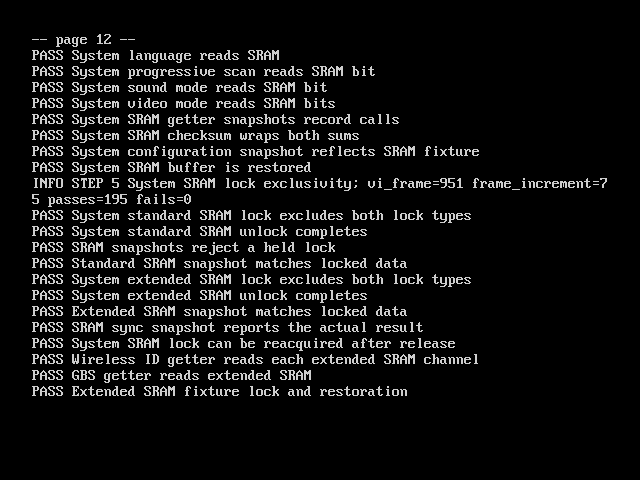 -- page 12 --
PASS System language reads SRAM
PASS System progressive scan reads SRAM bit
PASS System sound mode reads SRAM bit
PASS System video mode reads SRAM bits
PASS System SRAM getter snapshots record calls
PASS System SRAM checksum wraps both sums
PASS System configuration snapshot reflects SRAM fixture
PASS System SRAM buffer is restored
INFO STEP 5 System SRAM lock exclusivity; vi_frame=951 frame_increment=7
5 passes=195 fails=0
PASS System standard SRAM lock excludes both lock types
PASS System standard SRAM unlock completes
PASS SRAM snapshots reject a held lock
PASS Standard SRAM snapshot matches locked data
PASS System extended SRAM lock excludes both lock types
PASS System extended SRAM unlock completes
PASS Extended SRAM snapshot matches locked data
PASS SRAM sync snapshot reports the actual result
PASS System SRAM lock can be reacquired after release
PASS Wireless ID getter reads each extended SRAM channel
PASS GBS getter reads extended SRAM
PASS Extended SRAM fixture lock and restoration